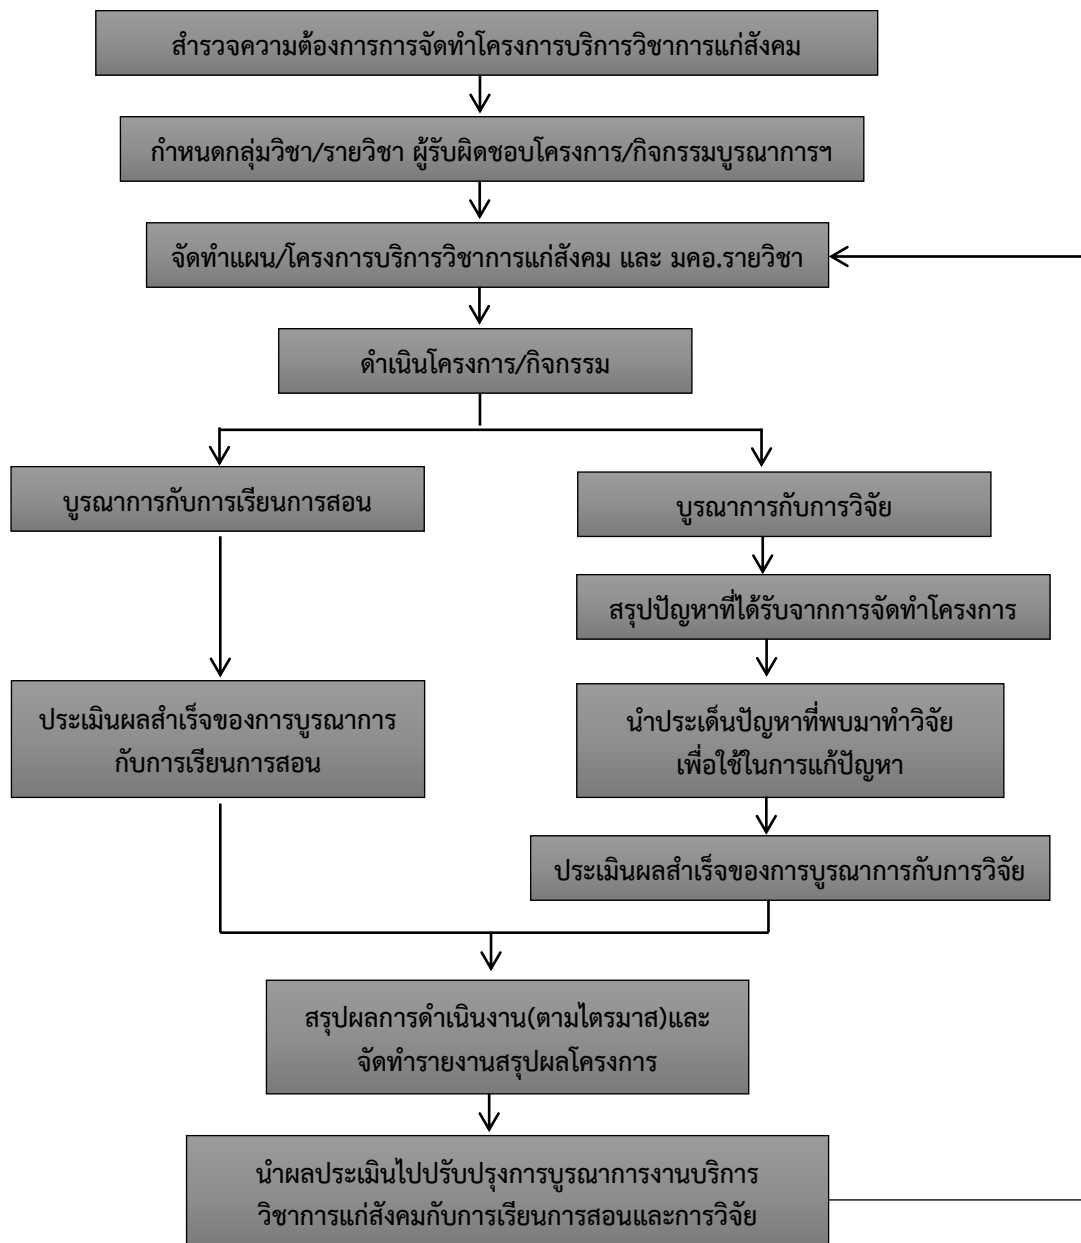 สำรวจความต้องการการจัดทำโครงการบริการวิชาการแก่สังคม
กำหนดกลุ่มวิชา/รายวิชา ผู้รับผิดชอบโครงการ/กิจกรรมบูรณาการฯ
จัดทำแผน/โครงการบริการวิชาการแก่สังคม และ มคอ.รายวิชา
ดำเนินโครงการ/กิจกรรม
บูรณาการกับการเรียนการสอน
บูรณาการกับการวิจัย
สรุปปัญหาที่ได้รับจากการจัดทำโครงการ
ประเมินผลสำเร็จของการบูรณาการ
กับการเรียนการสอน
นำประเด็นปัญหาที่พบมาทำวิจัย
เพื่อใช้ในการแก้ปัญหา
ประเมินผลสำเร็จของการบูรณาการกับการวิจัย
สรุปผลการดำเนินงาน(ตามไตรมาส)และ
จัดทำรายงานสรุปผลโครงการ
นำผลประเมินไปปรับปรุงการบูรณาการงานบริการ
วิชาการแก่สังคมกับการเรียนการสอนและการวิจัย